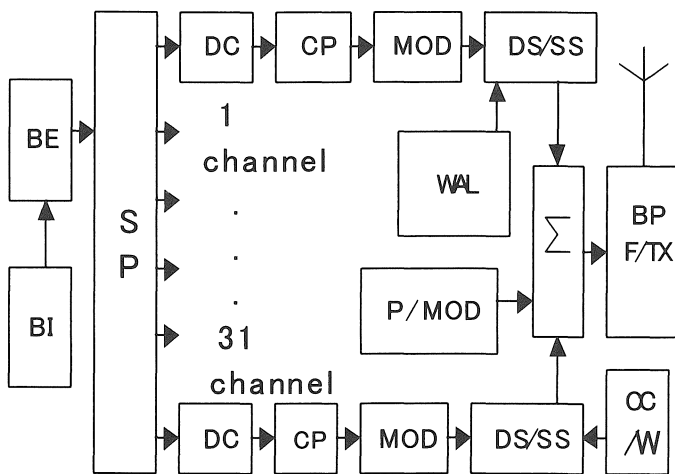 DC CP MOD DS/SS
BE
1
channel
WAL
S
P
.
.
.
Σ
BP
F/TX
BI
P/MOD
31
channel
DC CP MOD DS/SS
CC
/W